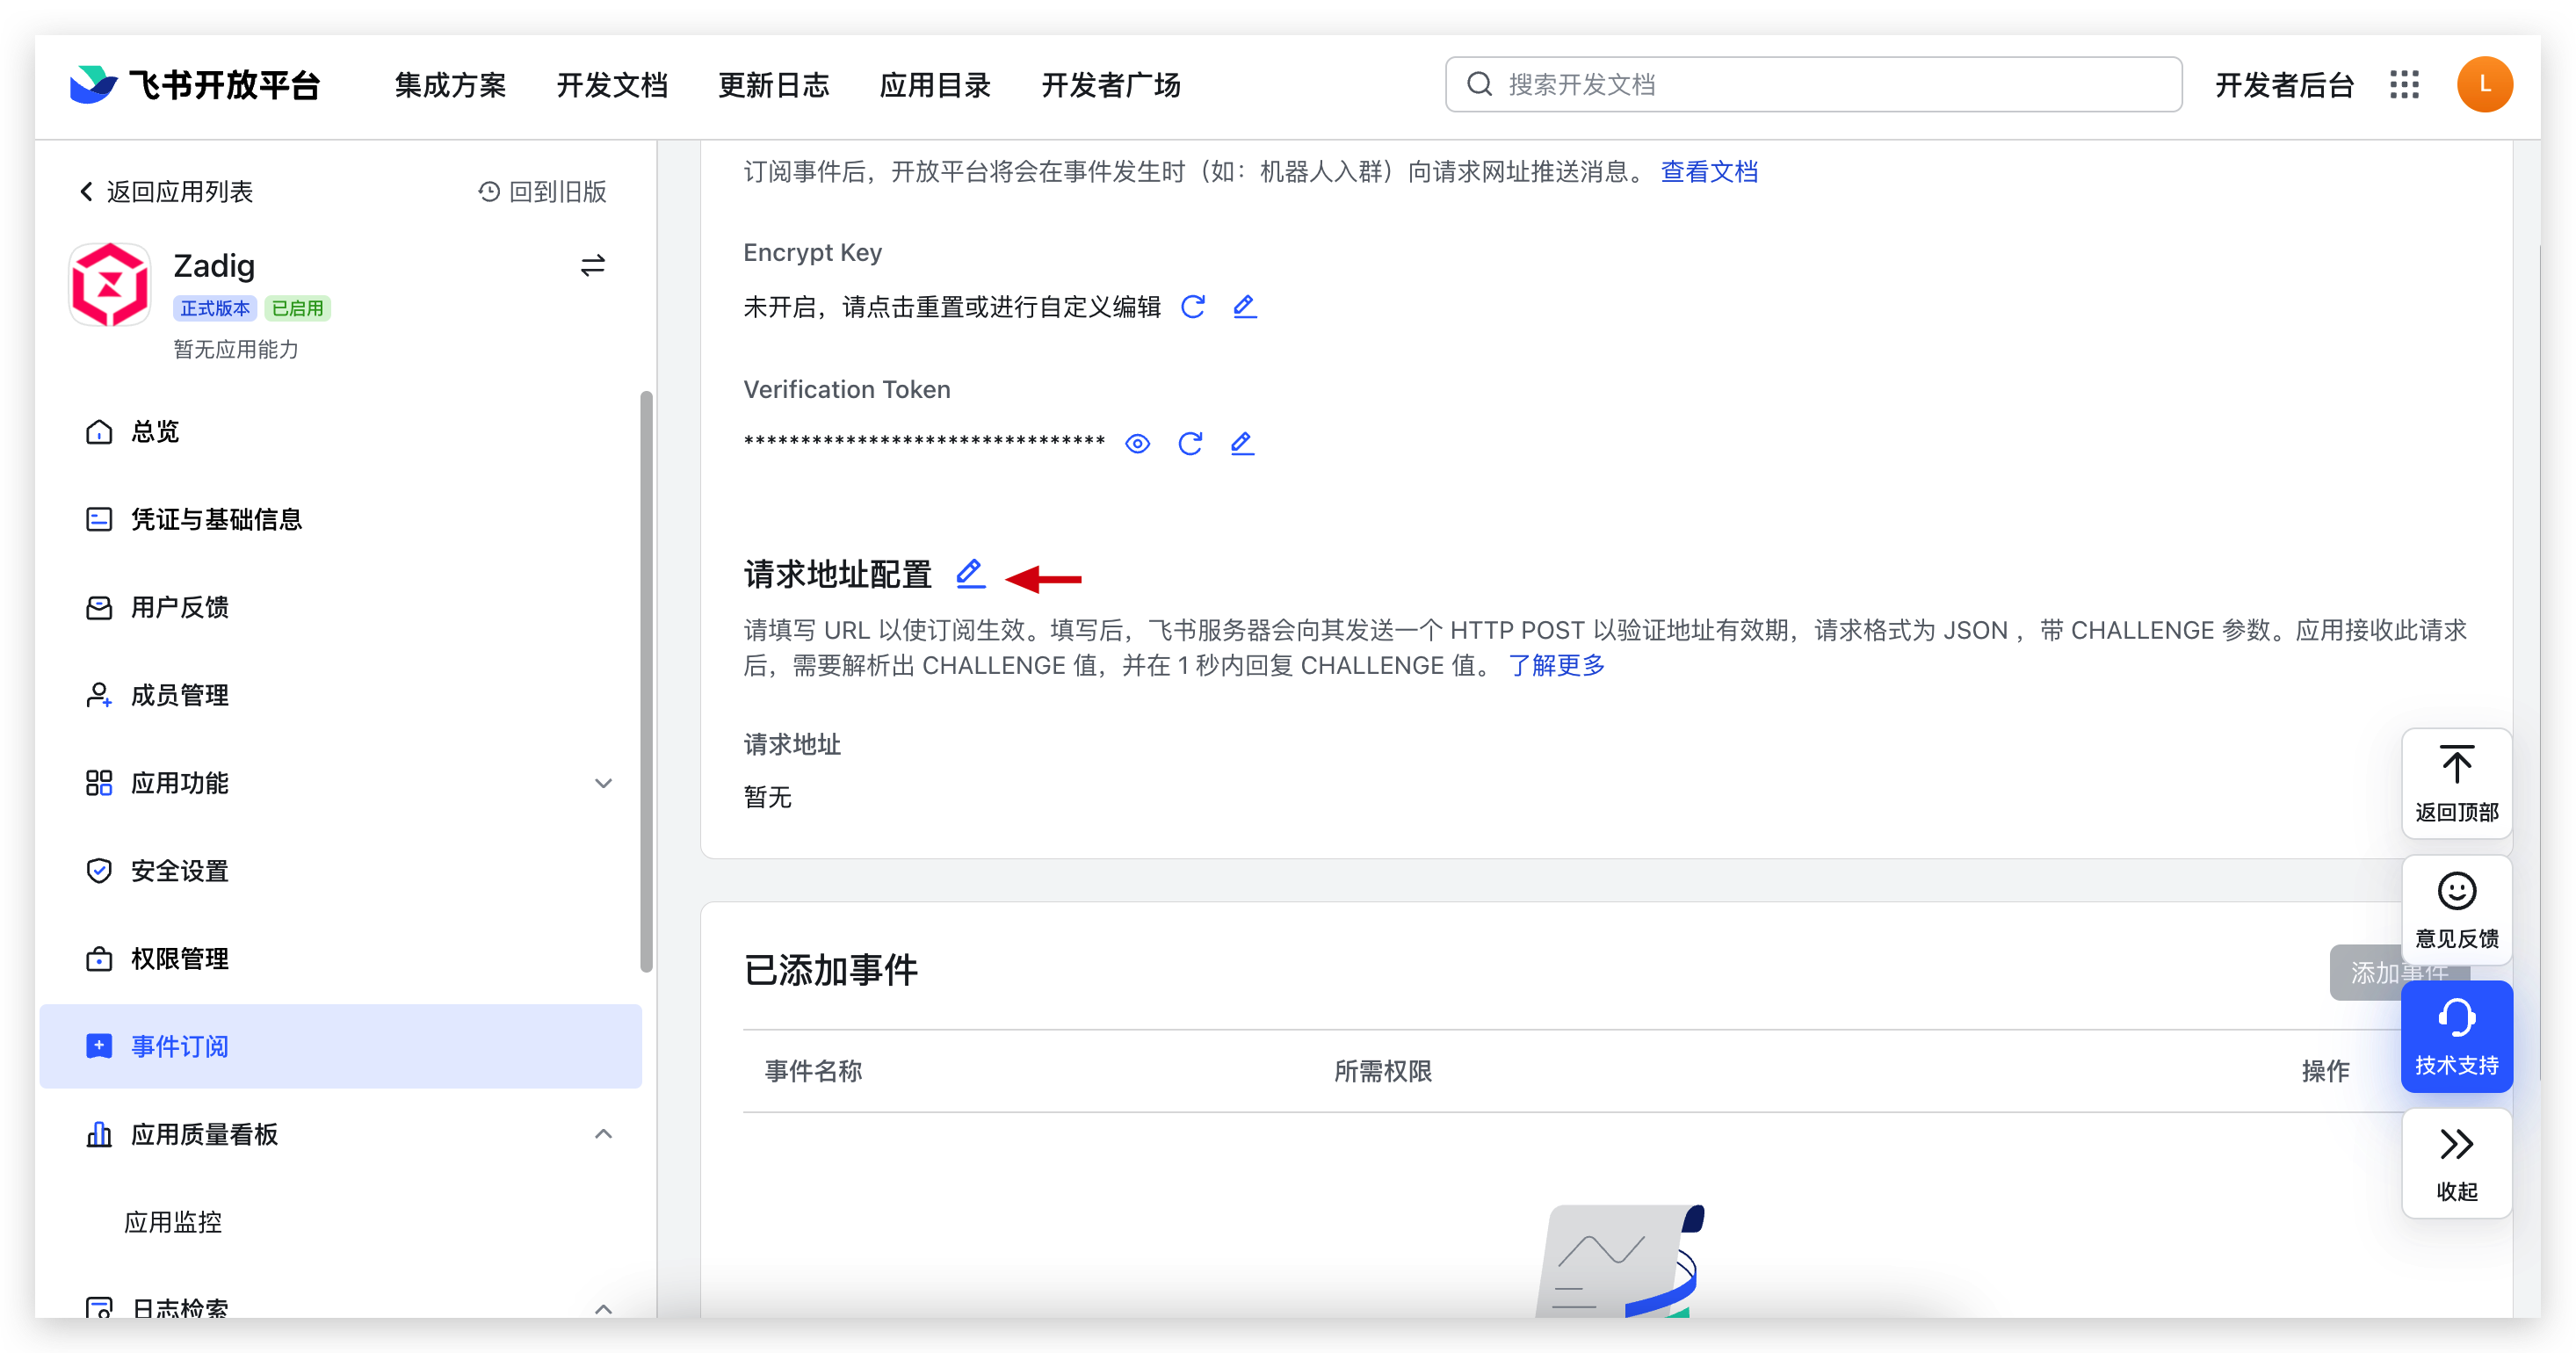 飞书开放平台 集成方案 开发文档 更新日志 应用目录 开发者广场 搜索开发文档 开发者后台 L
返回应用列表 回到旧版
Zadig
正式版本 已启用
暂无应用能力
总览
凭证与基础信息
用户反馈
成员管理
应用功能
安全设置
权限管理
事件订阅
应用质量看板
应用监控
日志检索
订阅事件后，开放平台将会在事件发生时（如：机器人入群）向请求网址推送消息。 查看文档
Encrypt Key
未开启，请点击重置或进行自定义编辑
Verification Token
********************************
请求地址配置
请填写 URL 以使订阅生效。填写后，飞书服务器会向其发送一个 HTTP POST 以验证地址有效期，请求格式为 JSON ，带 CHALLENGE 参数。应用接收此请求
后，需要解析出 CHALLENGE 值，并在 1 秒内回复 CHALLENGE 值。 了解更多
请求地址
暂无
已添加事件
添加事件
事件名称 所需权限 操作
返回顶部
意见反馈
技术支持
收起